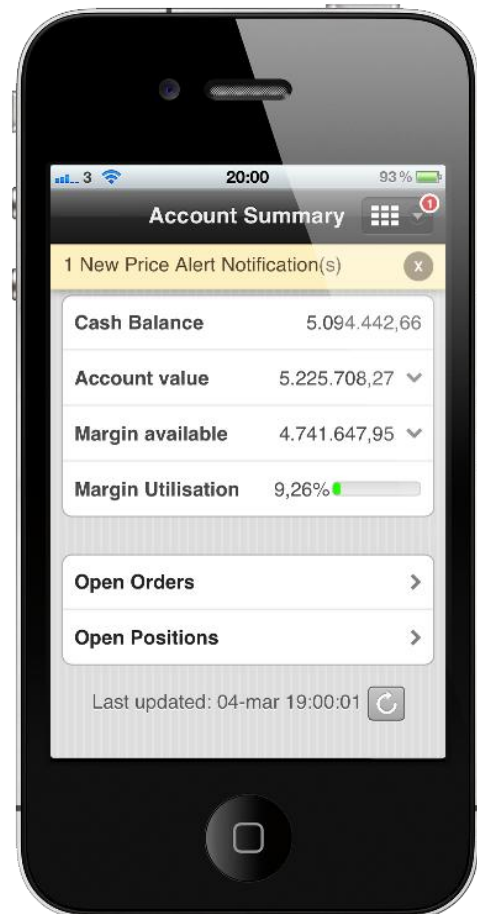 3 20:00 93 %
Account Summary 1
1 New Price Alert Notification(s) x
Cash Balance 5.094.442,66
Account value 5.225.708,27
Margin available 4.741.647,95
Margin Utilisation 9,26%
Open Orders
Open Positions
Last updated: 04-mar 19:00:01